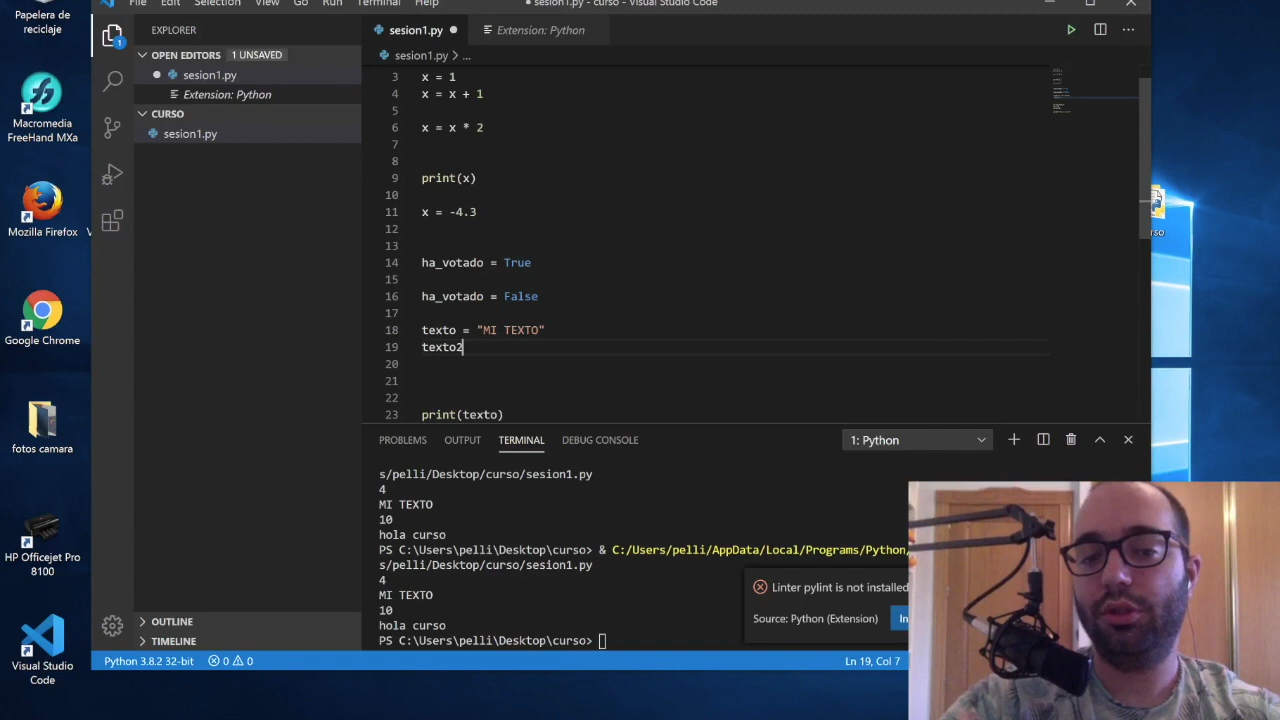 Papelera de
reciclaje
File Edit Selection View Go Run Terminal Help
sesion1.py - curso - Visual Studio Code
1
EXPLORER
sesion1.py
Extension: Python
OPEN EDITORS 1 UNSAVED
sesion1.py > ...
sesion1.py
Extension: Python
CURSO
sesion1.py
Macromedia
FreeHand MXa
Mozilla Firefox
Google Chrome
fotos camara
HP Officejet Pro
8100
Visual Studio
Code
3 x = 1
4 x = x + 1
5
6 x = x * 2
7
8
9 print(x)
10
11 x = -4.3
12
13
14 ha_votado = True
15
16 ha_votado = False
17
18 texto = "MI TEXTO"
19 texto2
20
21
22
23 print(texto)
PROBLEMS OUTPUT TERMINAL DEBUG CONSOLE 1: Python
s/pelli/Desktop/curso/sesion1.py
4
MI TEXTO
10
hola curso
PS C:\Users\pelli\Desktop\curso> & C:/Users/pelli/AppData/Local/Programs/Python/
s/pelli/Desktop/curso/sesion1.py
4
MI TEXTO
10
hola curso
PS C:\Users\pelli\Desktop\curso>
Linter pylint is not installed
Source: Python (Extension)
In
OUTLINE
TIMELINE
Python 3.8.2 32-bit 0 0
Ln 19, Col 7